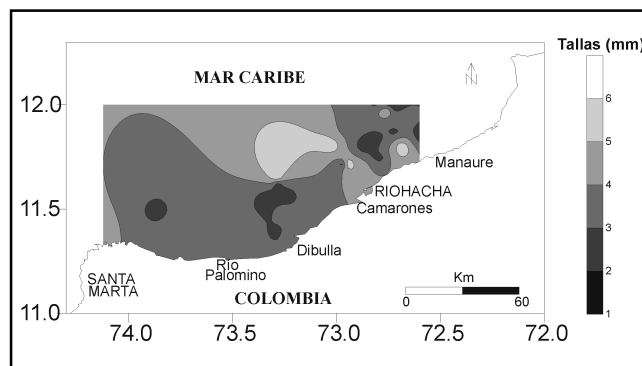 Tallas (mm)
MAR CARIBE
N
12.0
6
5
Manaure
4
RIOHACHA
Camarones
11.5
3
Dibulla
Rio
Palomino
2
SANTA
MARTA
Km
COLOMBIA
0
60
11.0
1
74.0
73.5
73.0
72.5
72.0